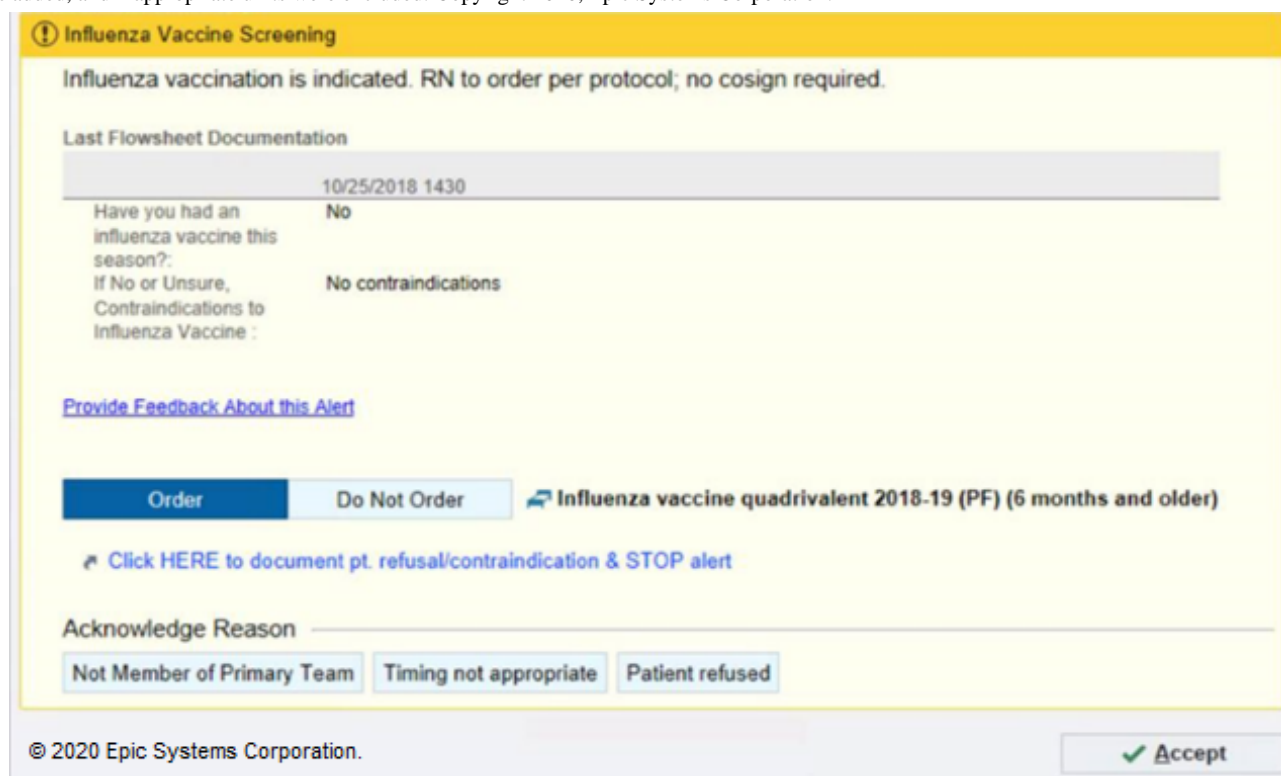 Influenza Vaccine Screening
Influenza vaccination is indicated. RN to order per protocol; no cosign required.
Last Flowsheet Documentation
10/25/2018 1430
Have you had an No
influenza vaccine this
season?:
If No or Unsure, No contraindications
Contraindications to
Influenza Vaccine :
Provide Feedback About this Alert
Order Do Not Order Influenza vaccine quadrivalent 2018-19 (PF) (6 months and older)
Click HERE to document pt. refusal/contraindication & STOP alert
Acknowledge Reason
Not Member of Primary Team Timing not appropriate Patient refused
© 2020 Epic Systems Corporation. Accept